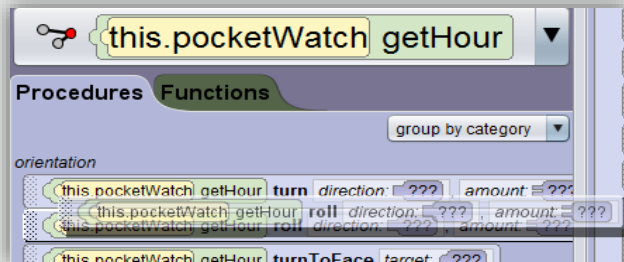 this.pocketWatch getHour
Procedures Functions
group by category
orientation
this.pocketWatch getHour turn direction: ??? , amount: ???
this.pocketWatch getHour roll direction: ??? , amount: ???
this.pocketWatch getHour roll direction: ??? , amount: ???
this.pocketWatch getHour turnToFace target: ???